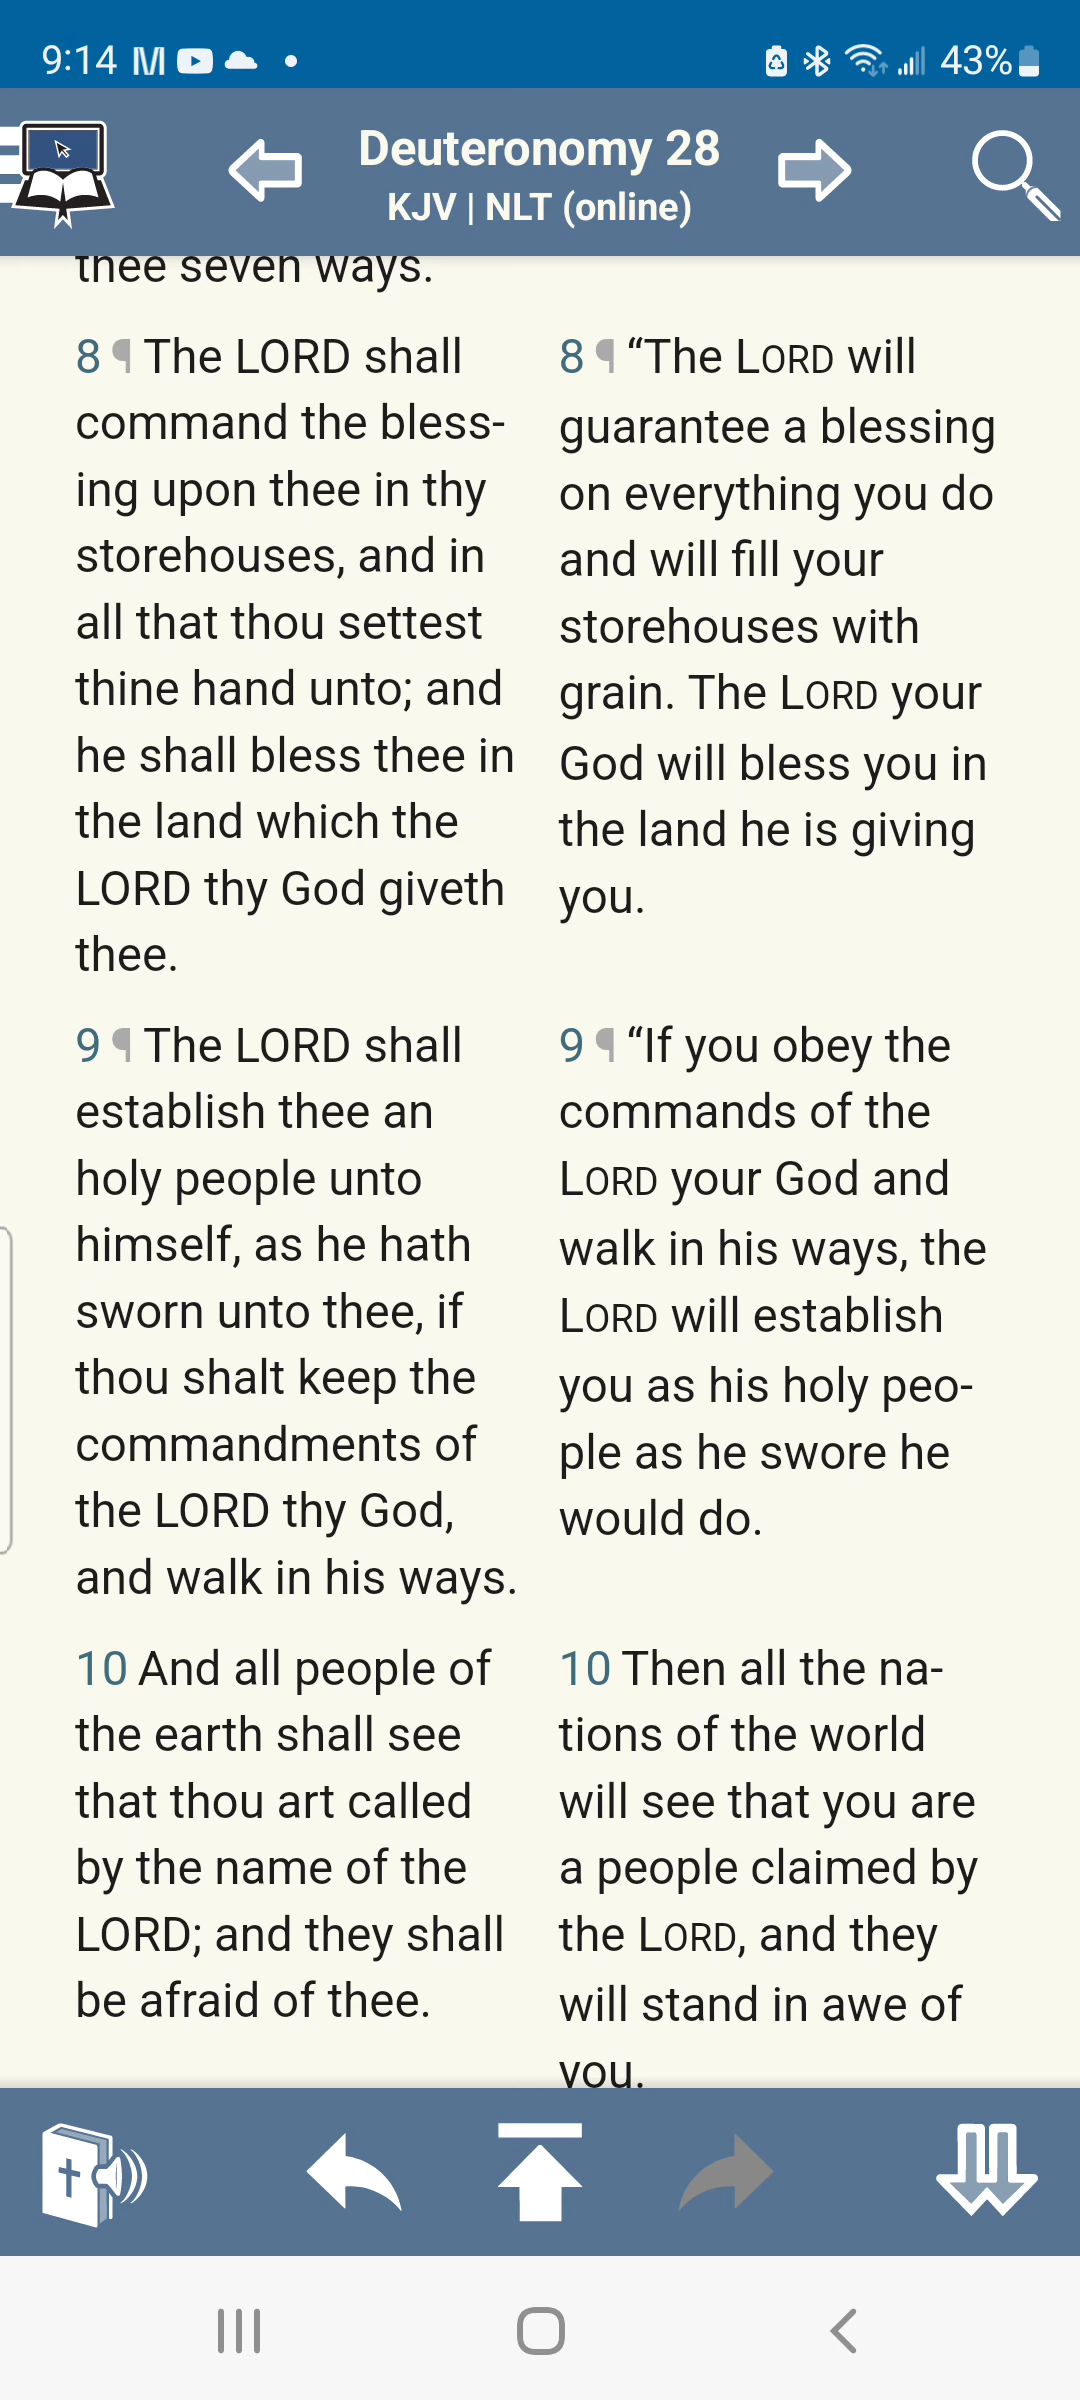 9:14
43%
Deuteronomy 28
KJV | NLT (online)
thee seven ways.
8 ¶ The LORD shall
command the bless-
ing upon thee in thy
storehouses, and in
all that thou settest
thine hand unto; and
he shall bless thee in
the land which the
LORD thy God giveth
thee.
8 ¶ “The LORD will
guarantee a blessing
on everything you do
and will fill your
storehouses with
grain. The LORD your
God will bless you in
the land he is giving
you.
9 ¶ The LORD shall
establish thee an
holy people unto
himself, as he hath
sworn unto thee, if
thou shalt keep the
commandments of
the LORD thy God,
and walk in his ways.
9 ¶ “If you obey the
commands of the
LORD your God and
walk in his ways, the
LORD will establish
you as his holy peo-
ple as he swore he
would do.
10 And all people of
the earth shall see
that thou art called
by the name of the
LORD; and they shall
be afraid of thee.
10 Then all the na-
tions of the world
will see that you are
a people claimed by
the LORD, and they
will stand in awe of
you.